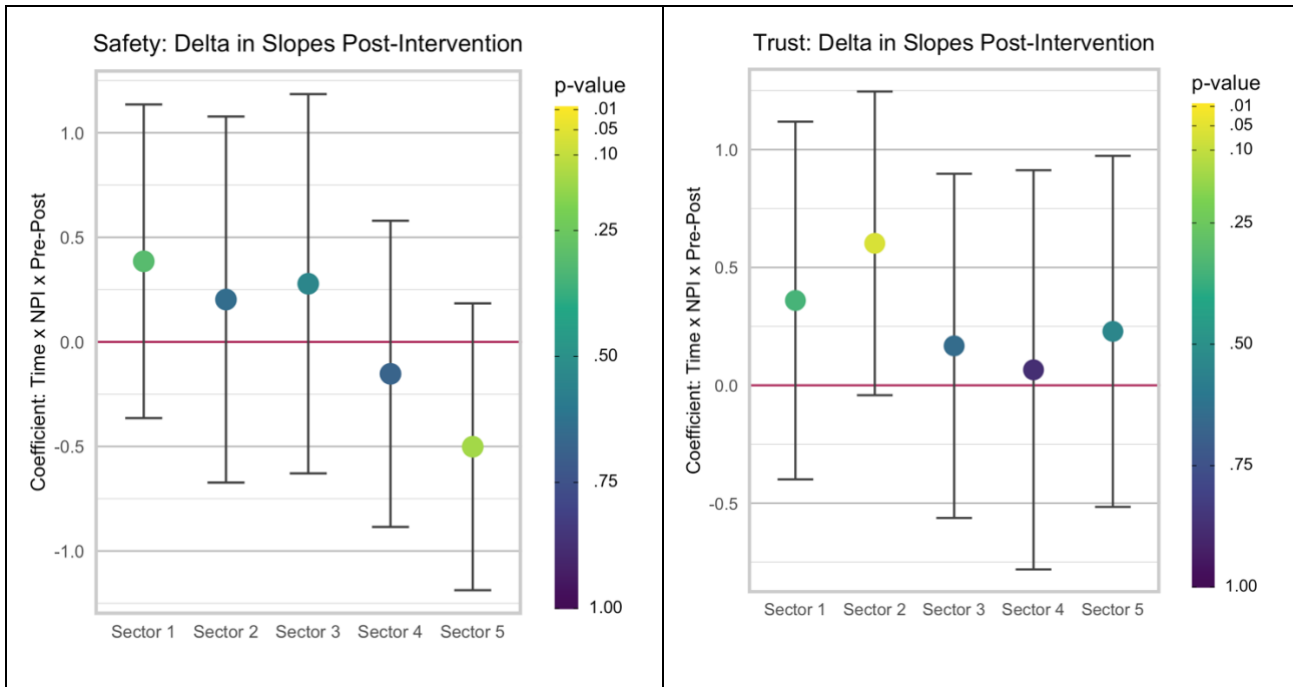 Safety: Delta in Slopes Post-Intervention
Coefficient: Time x NPI x Pre-Post
1.0
0.5
0.0
-0.5
-1.0
Sector 1 Sector 2 Sector 3 Sector 4 Sector 5
p-value
.01
.05
.10
.25
.50
.75
1.00
Trust: Delta in Slopes Post-Intervention
Coefficient: Time x NPI x Pre-Post
1.0
0.5
0.0
-0.5
Sector 1 Sector 2 Sector 3 Sector 4 Sector 5
p-value
.01
.05
.10
.25
.50
.75
1.00